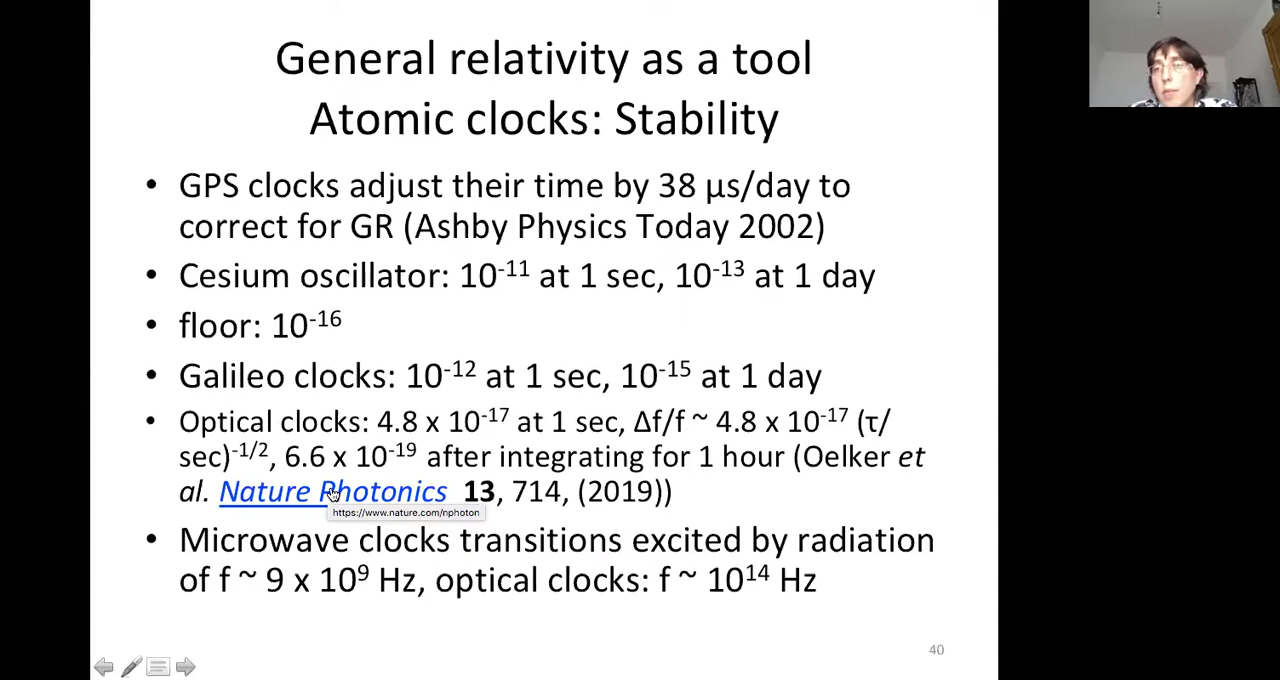 General relativity as a tool
Atomic clocks: Stability
• GPS clocks adjust their time by 38 μs/day to
correct for GR (Ashby Physics Today 2002)
• Cesium oscillator: 10⁻¹¹ at 1 sec, 10⁻¹³ at 1 day
• floor: 10⁻¹⁶
• Galileo clocks: 10⁻¹² at 1 sec, 10⁻¹⁵ at 1 day
• Optical clocks: 4.8 x 10⁻¹⁷ at 1 sec, Δf/f ~ 4.8 x 10⁻¹⁷ (τ/
sec)⁻¹/², 6.6 x 10⁻¹⁹ after integrating for 1 hour (Oelker et
al. Nature Photonics 13, 714, (2019))
https://www.nature.com/nphoton
• Microwave clocks transitions excited by radiation
of f ~ 9 x 10⁹ Hz, optical clocks: f ~ 10¹⁴ Hz
40